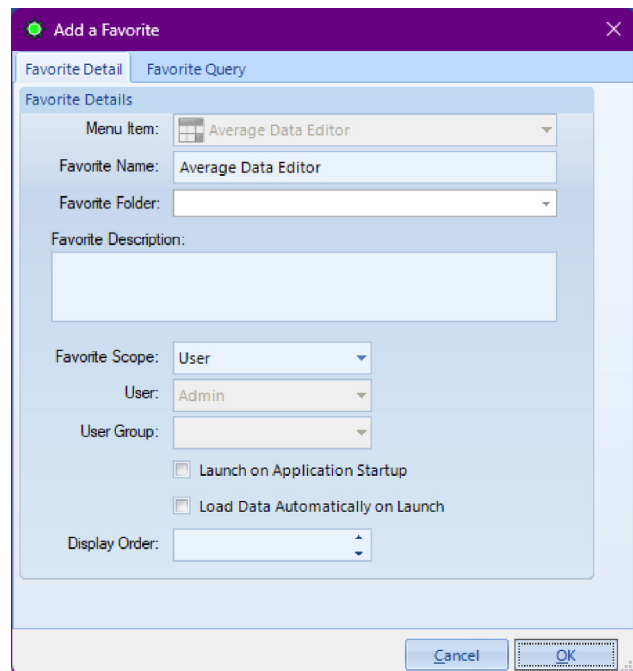 Add a Favorite
Favorite Detail Favorite Query
Favorite Details
Menu Item: Average Data Editor
Favorite Name: Average Data Editor
Favorite Folder:
Favorite Description:
Favorite Scope: User
User: Admin
User Group:
Launch on Application Startup
Load Data Automatically on Launch
Display Order:
Cancel OK